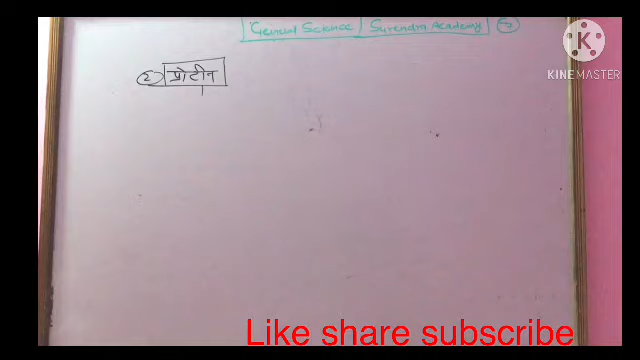 General Science | Surendra Academy
KINEMASTER
② प्रोटीन
Like share subscribe